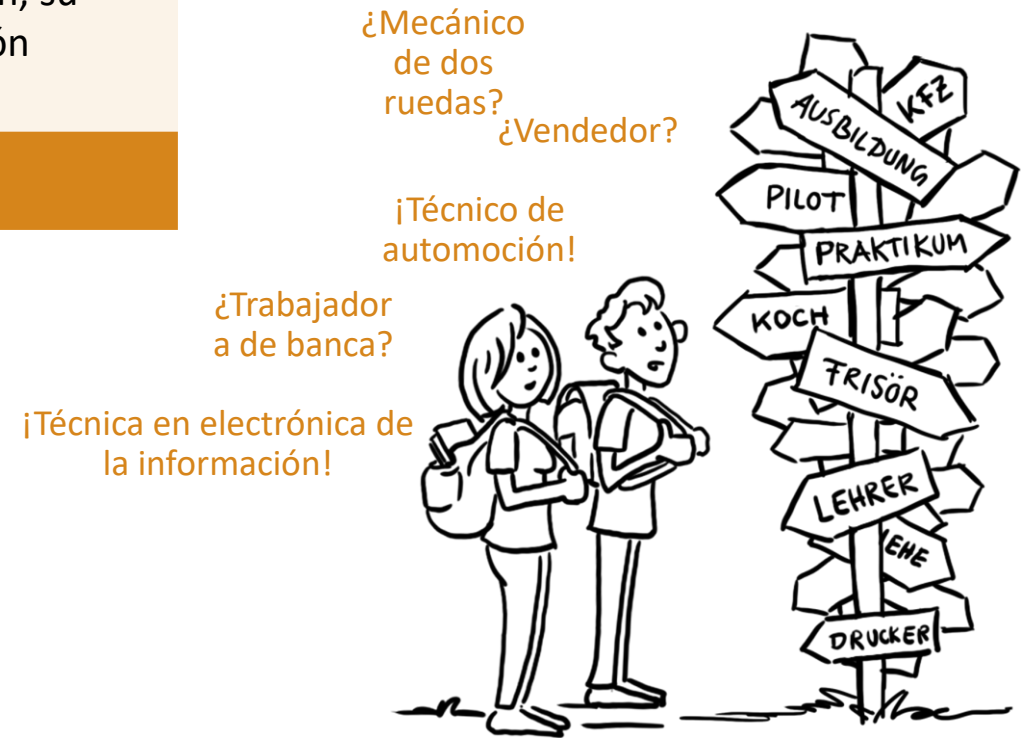 n, su
ón
¿Mecánico
de dos
ruedas?
¿Vendedor?
¡Técnico de
automoción!
¿Trabajador
a de banca?
¡Técnica en electrónica de
la información!
KFZ
AUSBILDUNG
PILOT
PRAKTIKUM
KOCH
FRISÖR
LEHRER
LEHE
DRUCKER